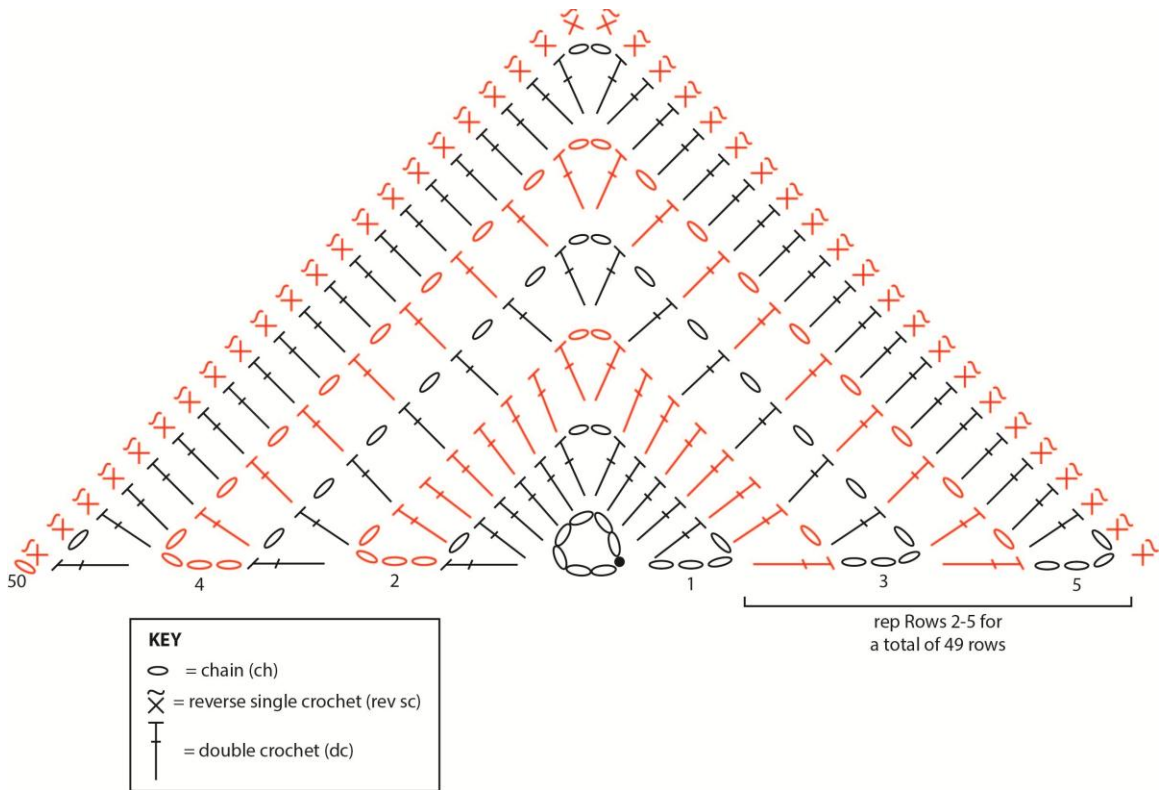 50
4
2
1
3
5
rep Rows 2-5 for
a total of 49 rows
KEY
= chain (ch)
= reverse single crochet (rev sc)
= double crochet (dc)